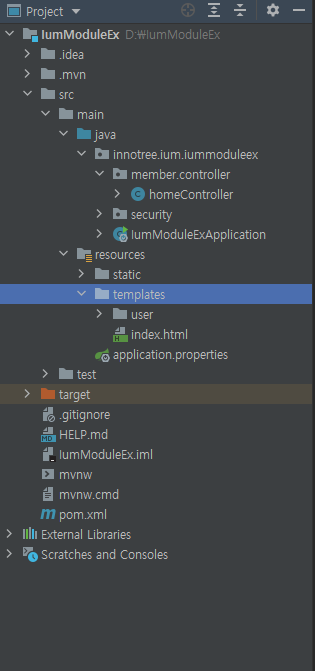 Project
IumModuleEx D:￦IumModuleEx
.idea
.mvn
src
main
java
innotree.ium.iummoduleex
member.controller
homeController
security
IumModuleExApplication
resources
static
templates
user
index.html
application.properties
test
target
.gitignore
HELP.md
IumModuleEx.iml
mvnw
mvnw.cmd
pom.xml
External Libraries
Scratches and Consoles